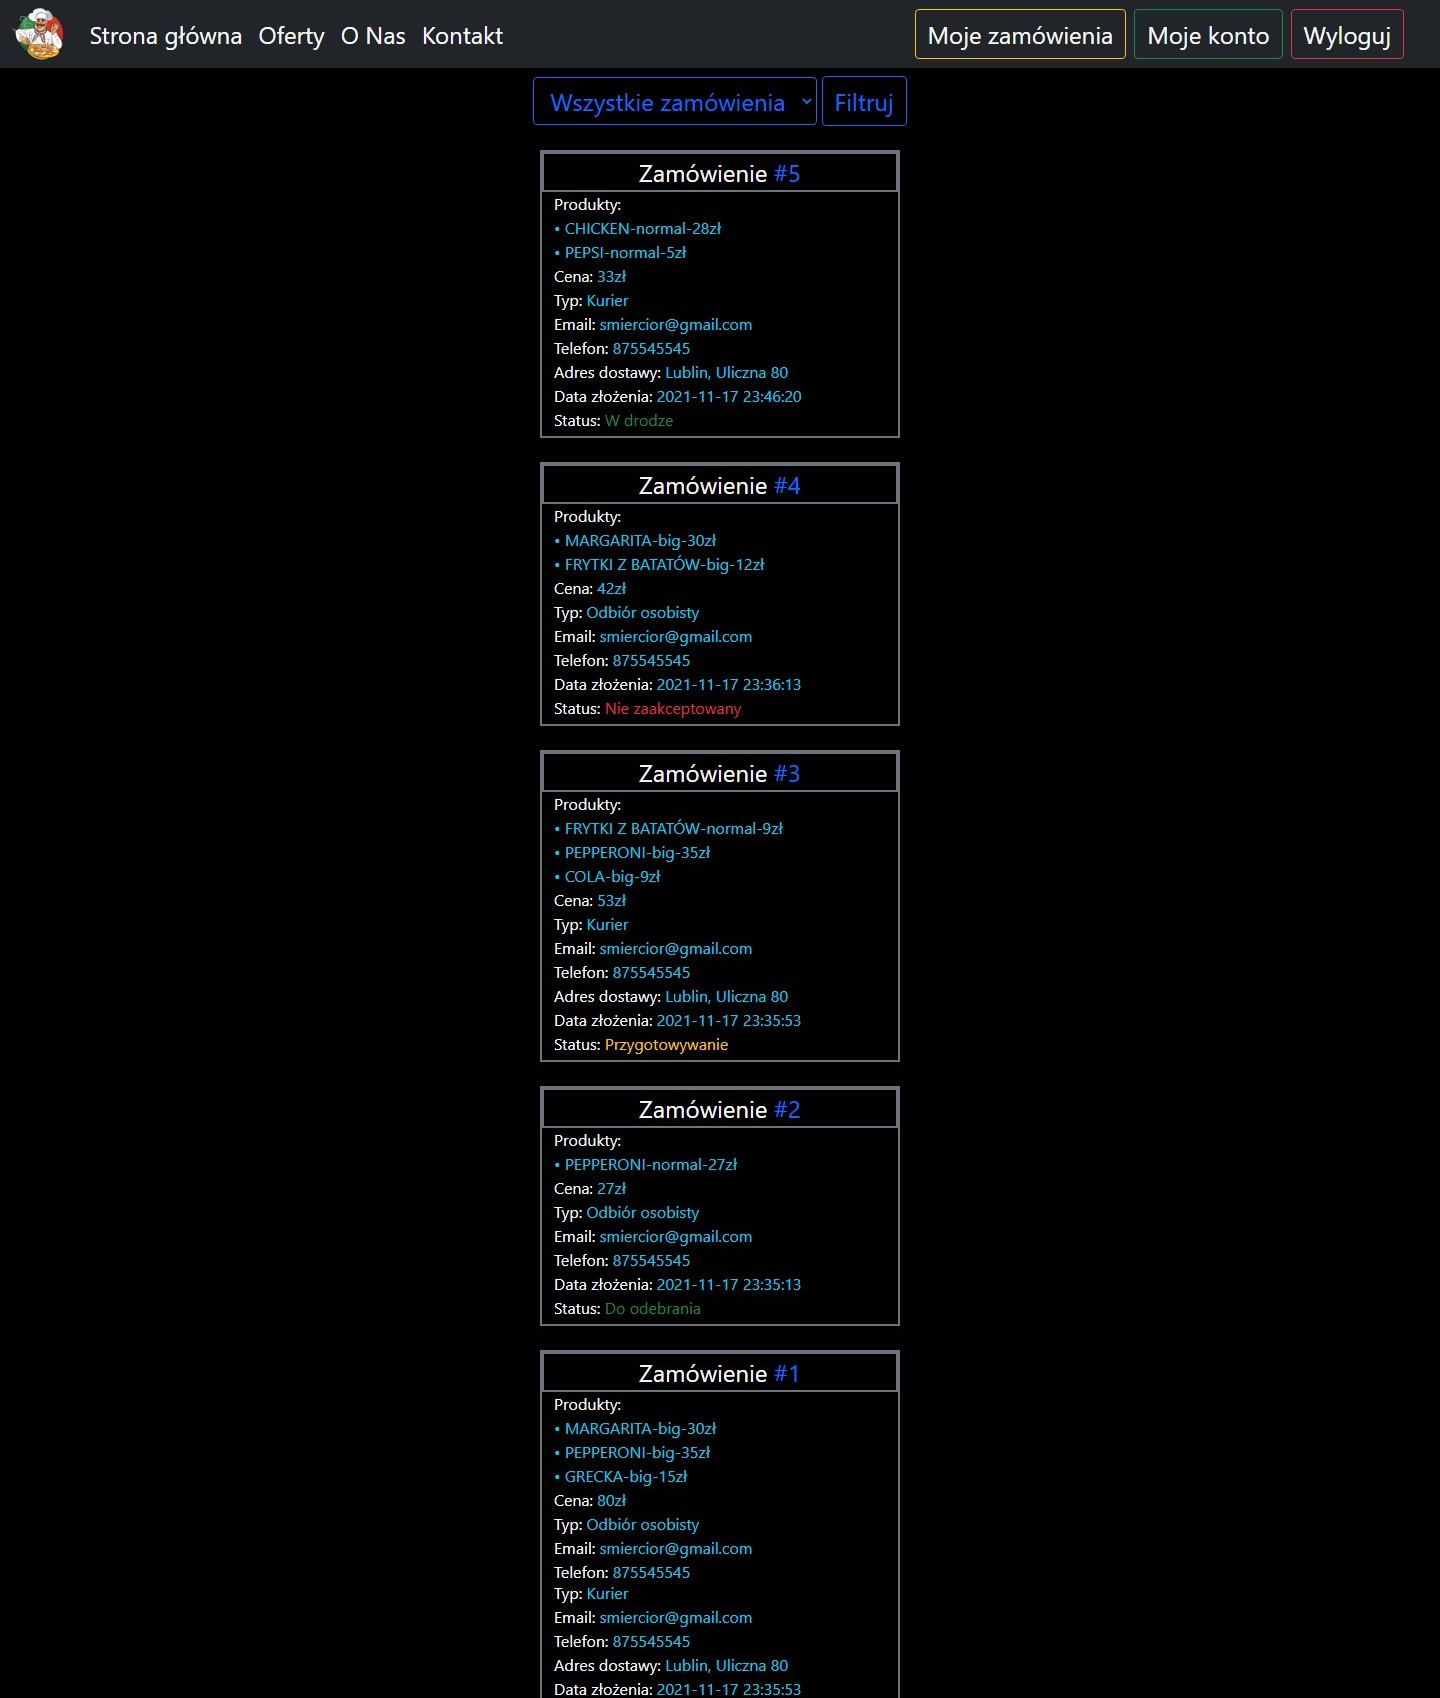 Strona główna Oferty O Nas Kontakt Moje zamówienia Moje konto Wyloguj
Wszystkie zamówienia Filtruj
Zamówienie #5
Produkty:
• CHICKEN-normal-28zł
• PEPSI-normal-5zł
Cena: 33zł
Typ: Kurier
Email: smiercior@gmail.com
Telefon: 875545545
Adres dostawy: Lublin, Uliczna 80
Data złożenia: 2021-11-17 23:46:20
Status: W drodze
Zamówienie #4
Produkty:
• MARGARITA-big-30zł
• FRYTKI Z BATATÓW-big-12zł
Cena: 42zł
Typ: Odbiór osobisty
Email: smiercior@gmail.com
Telefon: 875545545
Data złożenia: 2021-11-17 23:36:13
Status: Nie zaakceptowany
Zamówienie #3
Produkty:
• FRYTKI Z BATATÓW-normal-9zł
• PEPPERONI-big-35zł
• COLA-big-9zł
Cena: 53zł
Typ: Kurier
Email: smiercior@gmail.com
Telefon: 875545545
Adres dostawy: Lublin, Uliczna 80
Data złożenia: 2021-11-17 23:35:53
Status: Przygotowywanie
Zamówienie #2
Produkty:
• PEPPERONI-normal-27zł
Cena: 27zł
Typ: Odbiór osobisty
Email: smiercior@gmail.com
Telefon: 875545545
Data złożenia: 2021-11-17 23:35:13
Status: Do odebrania
Zamówienie #1
Produkty:
• MARGARITA-big-30zł
• PEPPERONI-big-35zł
• GRECKA-big-15zł
Cena: 80zł
Typ: Odbiór osobisty
Email: smiercior@gmail.com
Telefon: 875545545
Typ: Kurier
Email: smiercior@gmail.com
Telefon: 875545545
Adres dostawy: Lublin, Uliczna 80
Data złożenia: 2021-11-17 23:35:53